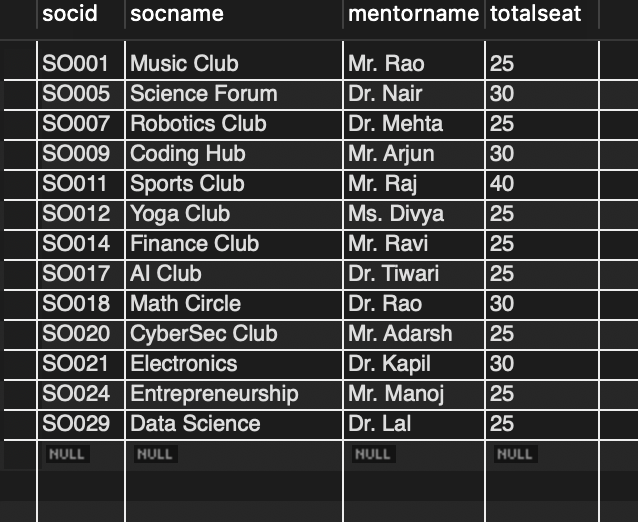 socid socname mentorname totalseat
SO001 Music Club Mr. Rao 25
SO005 Science Forum Dr. Nair 30
SO007 Robotics Club Dr. Mehta 25
SO009 Coding Hub Mr. Arjun 30
SO011 Sports Club Mr. Raj 40
SO012 Yoga Club Ms. Divya 25
SO014 Finance Club Mr. Ravi 25
SO017 AI Club Dr. Tiwari 25
SO018 Math Circle Dr. Rao 30
SO020 CyberSec Club Mr. Adarsh 25
SO021 Electronics Dr. Kapil 30
SO024 Entrepreneurship Mr. Manoj 25
SO029 Data Science Dr. Lal 25
NULL NULL NULL NULL